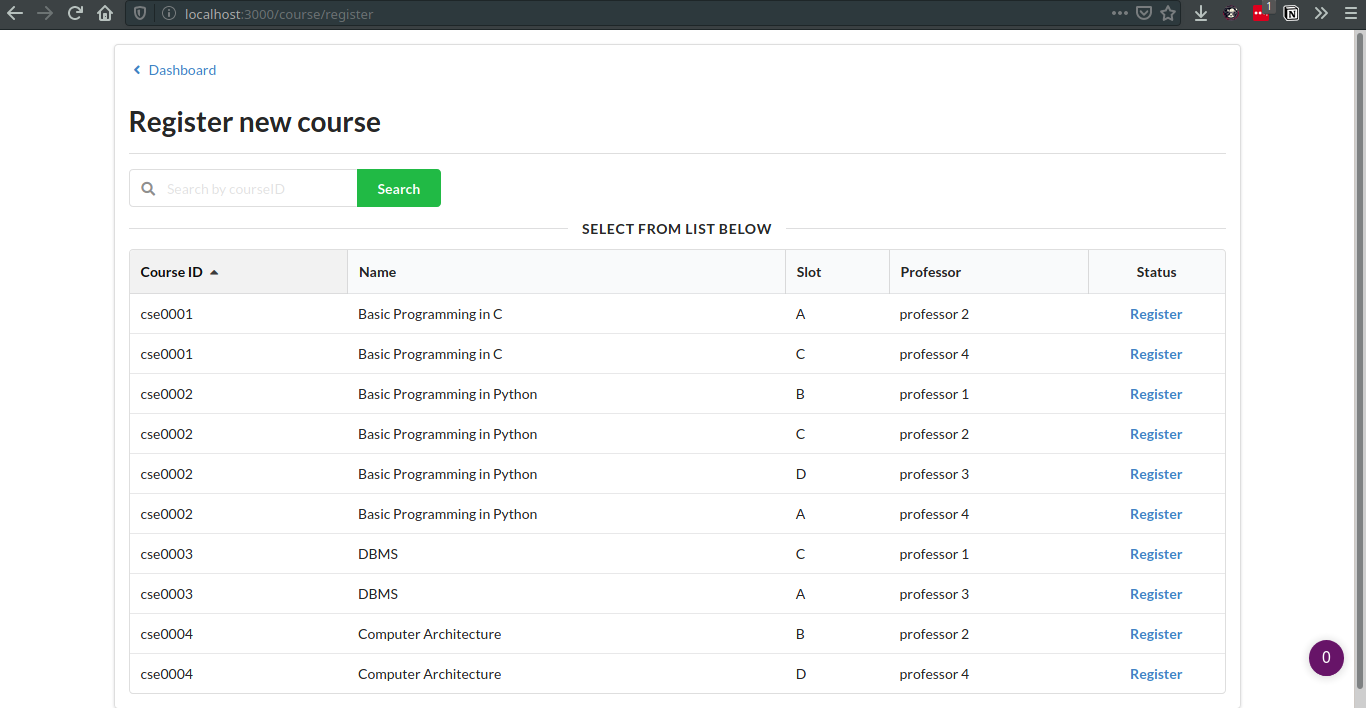 localhost:3000/course/register
1
Dashboard
Register new course
Search by courseID Search
SELECT FROM LIST BELOW
Course ID Name Slot Professor Status
cse0001 Basic Programming in C A professor 2 Register
cse0001 Basic Programming in C C professor 4 Register
cse0002 Basic Programming in Python B professor 1 Register
cse0002 Basic Programming in Python C professor 2 Register
cse0002 Basic Programming in Python D professor 3 Register
cse0002 Basic Programming in Python A professor 4 Register
cse0003 DBMS C professor 1 Register
cse0003 DBMS A professor 3 Register
cse0004 Computer Architecture B professor 2 Register
cse0004 Computer Architecture D professor 4 Register
0